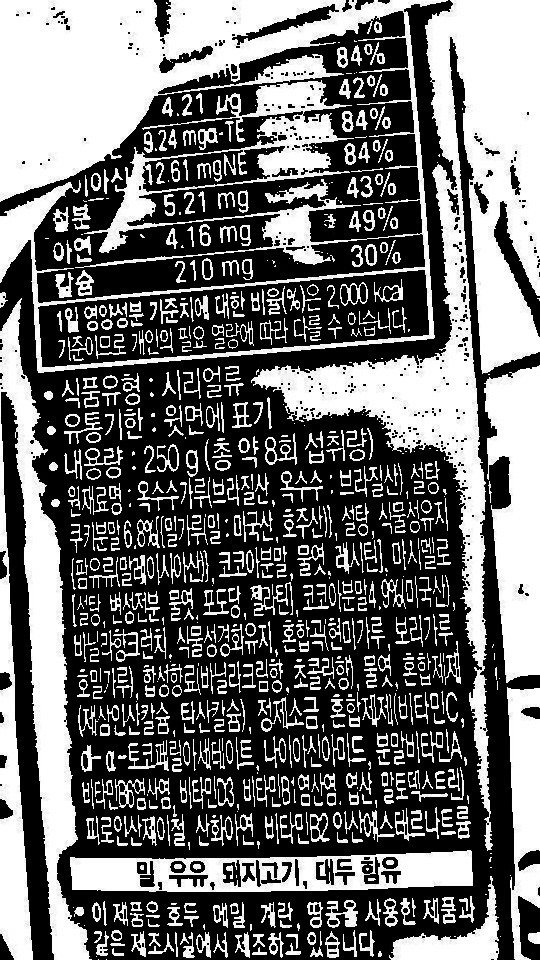 %
mg 84%
4.21 μg 42%
9.24 mgα-TE 84%
이아신 12.61 mgNE 84%
철분 5.21 mg 43%
아연 4.16 mg 49%
칼슘 210 mg 30%
1일 영양성분 기준치에 대한 비율(%)은 2,000 kcal
기준이므로 개인의 필요 열량에 따라 다를 수 있습니다.
• 식품유형 : 시리얼류
• 유통기한 : 윗면에 표기
• 내용량 : 250 g (총 약 8회 섭취량)
• 원재료명 : 옥수수가루(브라질산, 옥수수 : 브라질산), 설탕,
쿠키분말6.8%{(밀가루(밀 : 미국산, 호주산)), 설탕, 식물성유지
[팜유류(말레이시아산)], 코코아분말, 물엿, 레시틴}, 마시멜로
(설탕, 변성전분, 물엿, 포도당, 젤라틴), 코코아분말4.9%(미국산),
바닐라향크런치, 식물성경화유지, 혼합곡(현미가루, 보리가루,
호밀가루), 합성향료(바닐라크림향, 초콜릿향), 물엿, 혼합제제
(제삼인산칼슘, 탄산칼슘), 정제소금, 혼합제제(비타민C,
d-α-토코페릴아세테이트, 나이아신아미드, 분말비타민A,
비타민B6염산염, 비타민D3, 비타민B1염산염, 엽산, 말토덱스트린)
피로인산제이철, 산화아연, 비타민B2 인산에스테르나트륨
밀, 우유, 돼지고기, 대두 함유
• 이 제품은 호두, 메밀, 계란, 땅콩을 사용한 제품과
같은 제조시설에서 제조하고 있습니다.